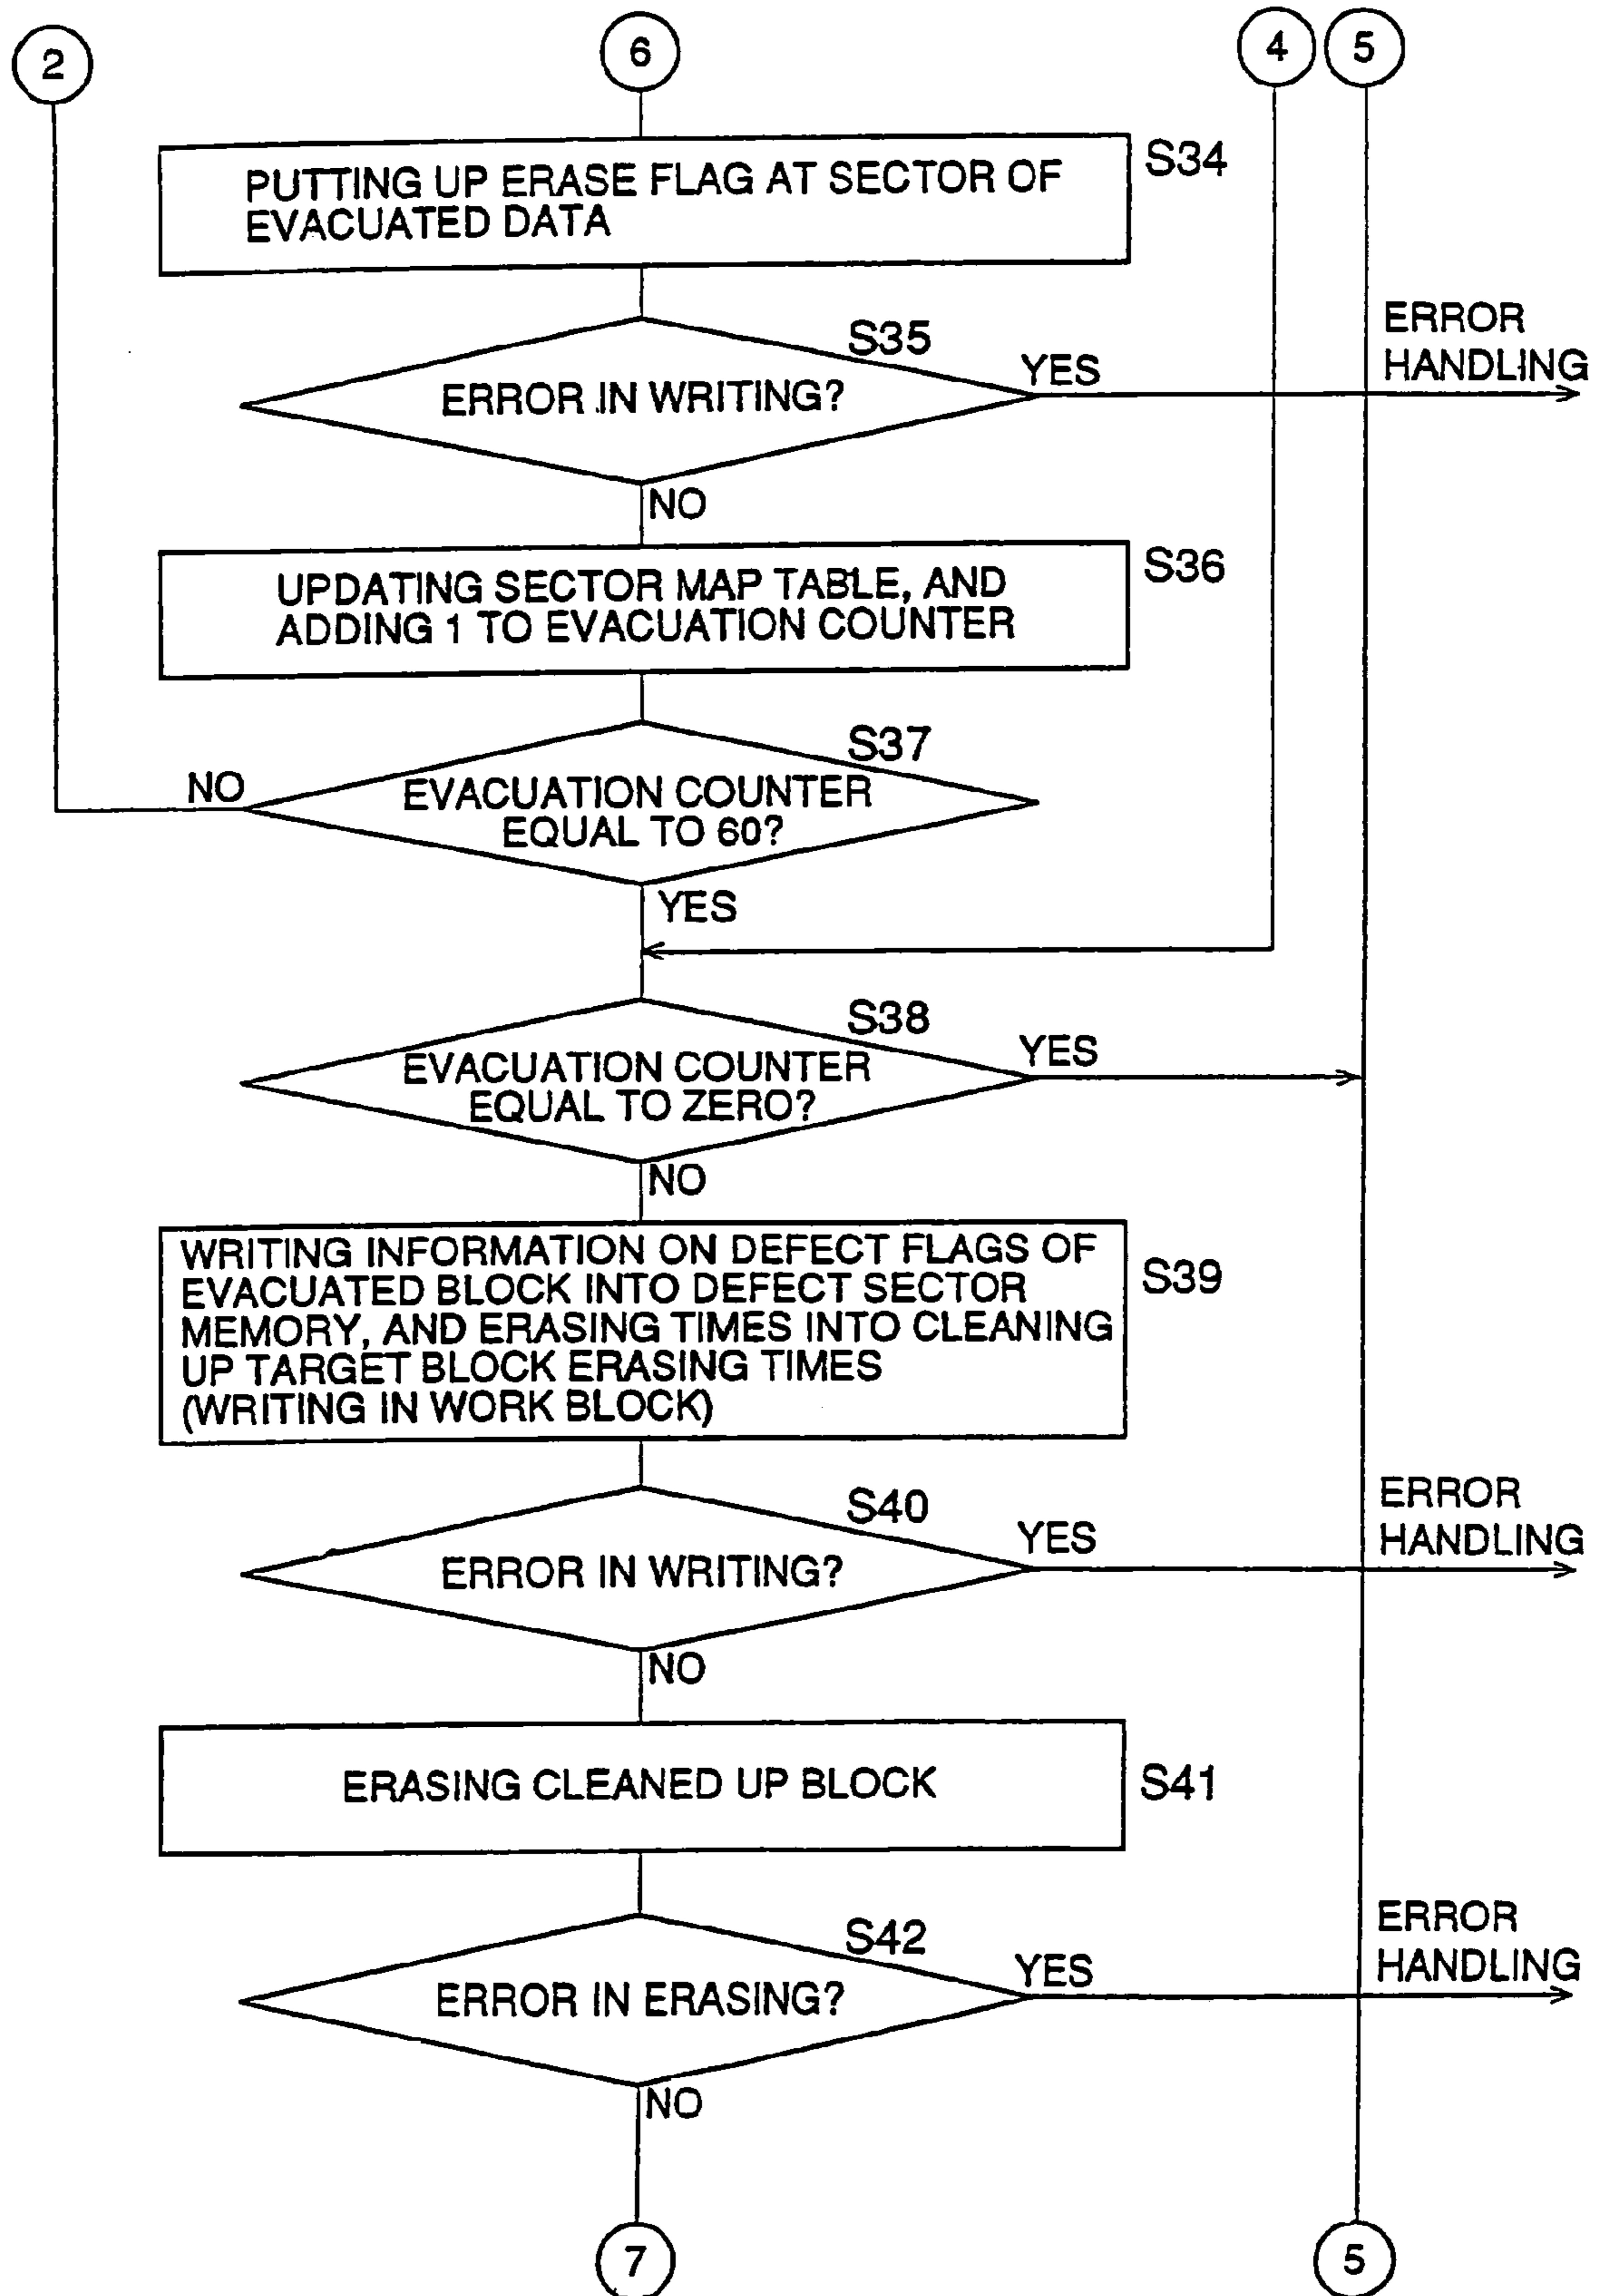 2
6
4
5
PUTTING UP ERASE FLAG AT SECTOR OF
EVACUATED DATA
S34
S35
ERROR IN WRITING?
YES
ERROR
HANDLING
NO
UPDATING SECTOR MAP TABLE, AND
ADDING 1 TO EVACUATION COUNTER
S36
S37
NO
EVACUATION COUNTER
EQUAL TO 60?
YES
S38
EVACUATION COUNTER
EQUAL TO ZERO?
YES
NO
WRITING INFORMATION ON DEFECT FLAGS OF
EVACUATED BLOCK INTO DEFECT SECTOR
MEMORY, AND ERASING TIMES INTO CLEANING
UP TARGET BLOCK ERASING TIMES
(WRITING IN WORK BLOCK)
S39
S40
ERROR IN WRITING?
YES
ERROR
HANDLING
NO
ERASING CLEANED UP BLOCK
S41
S42
ERROR IN ERASING?
YES
ERROR
HANDLING
NO
7
5